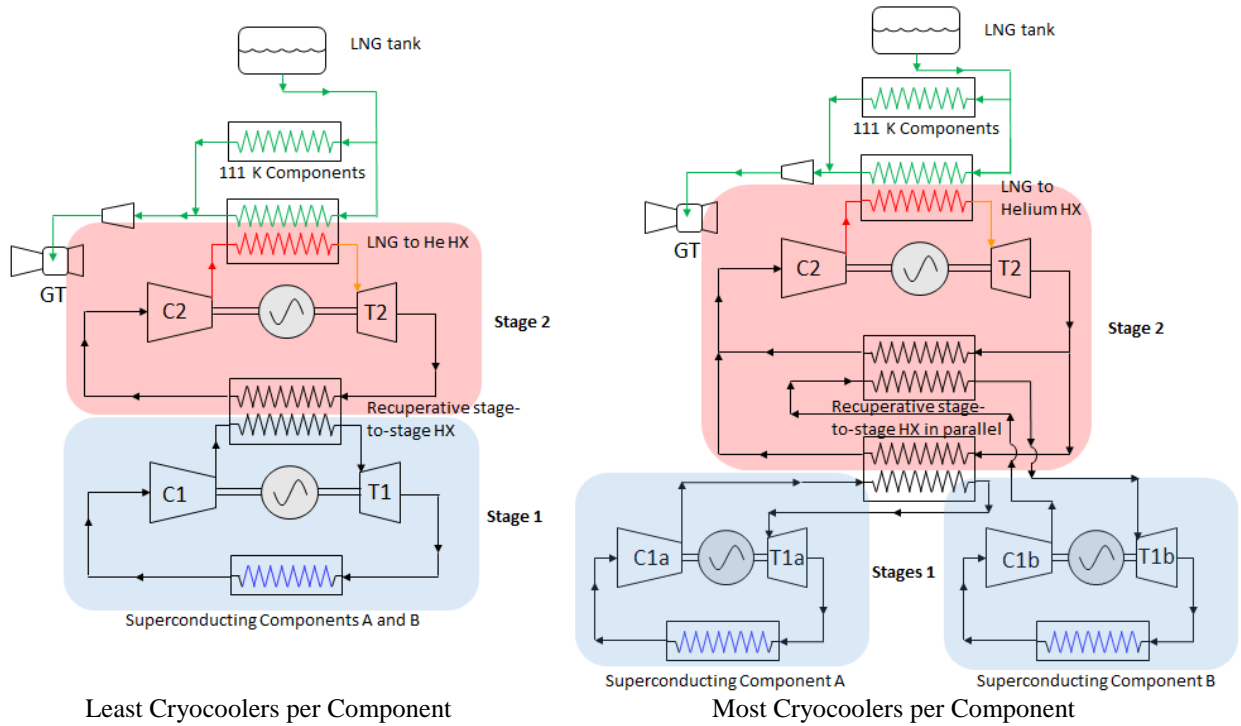 LNG tank
111 K Components
LNG to He HX
GT
C2
T2
Stage 2
Recuperative stage-
to-stage HX
C1
T1
Stage 1
Superconducting Components A and B
Least Cryocoolers per Component
LNG tank
111 K Components
LNG to
Helium HX
GT
C2
T2
Stage 2
Recuperative stage-
to-stage HX in parallel
C1a
T1a
Stages 1
C1b
T1b
Superconducting Component A
Superconducting Component B
Most Cryocoolers per Component